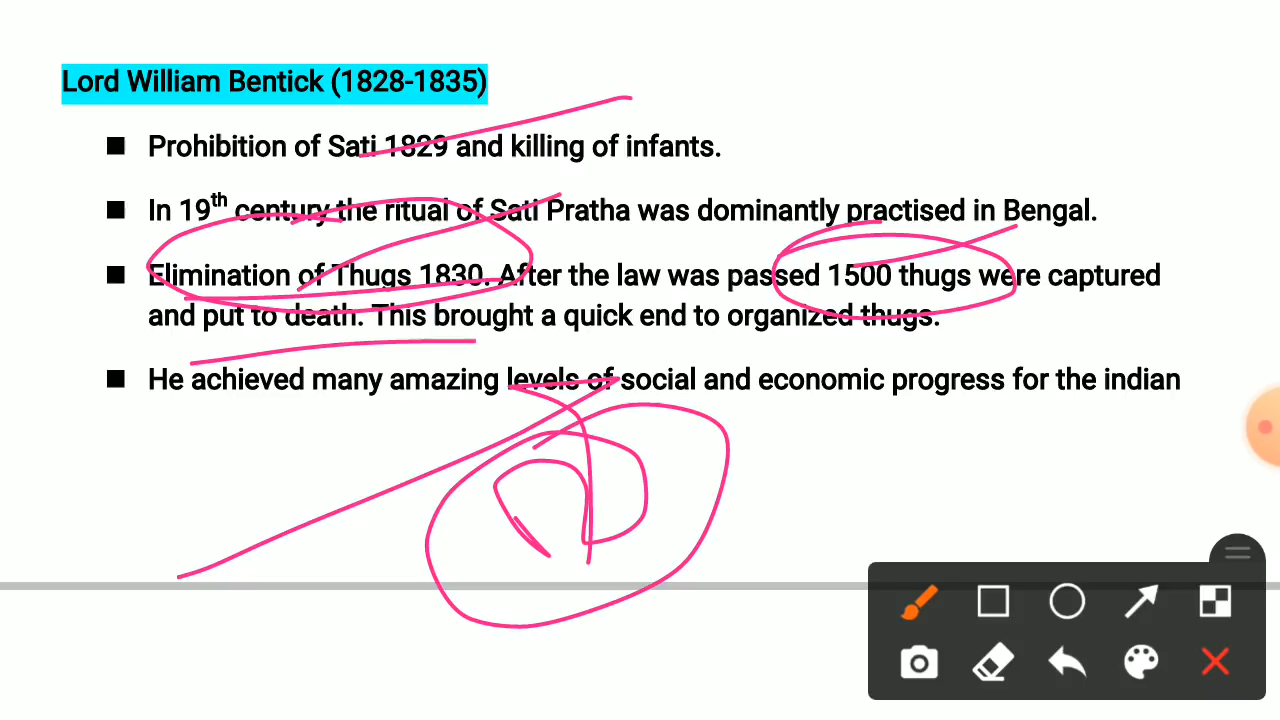 Lord William Bentick (1828-1835)
■ Prohibition of Sati 1829 and killing of infants.
■ In 19th century the ritual of Sati Pratha was dominantly practised in Bengal.
■ Elimination of Thugs 1830. After the law was passed 1500 thugs were captured
and put to death. This brought a quick end to organized thugs.
■ He achieved many amazing levels of social and economic progress for the indian